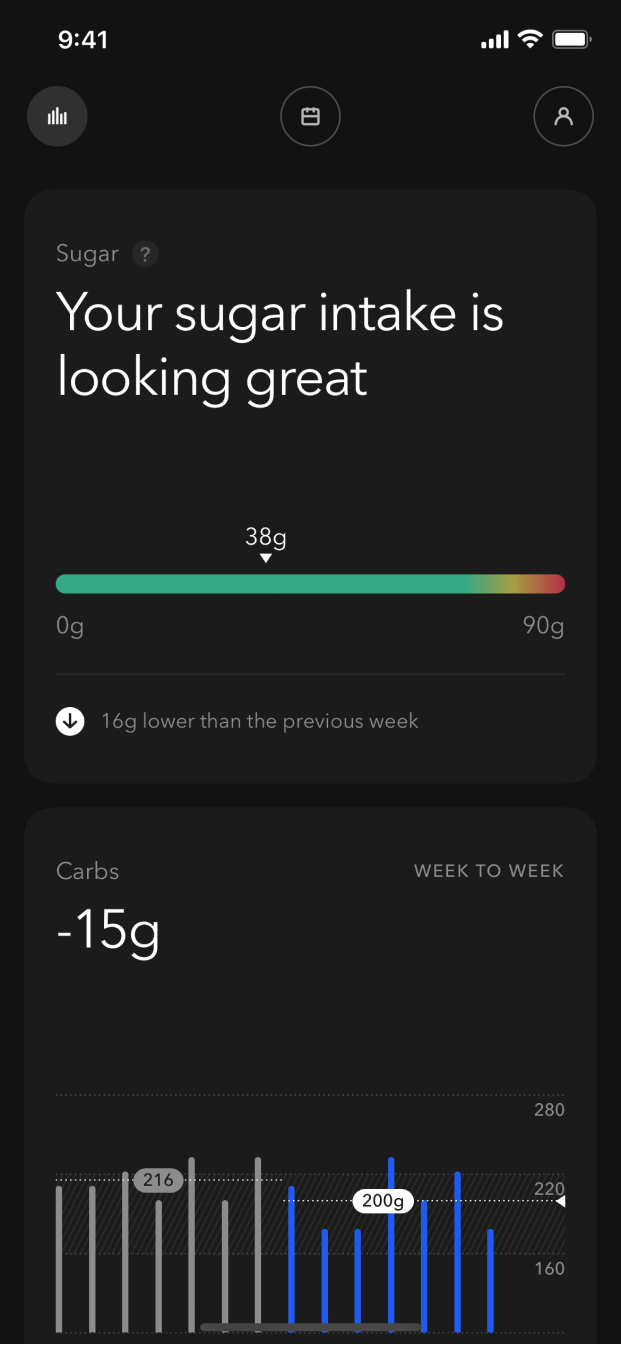 9:41
Sugar ?
Your sugar intake is
looking great
38g
0g 90g
16g lower than the previous week
Carbs WEEK TO WEEK
-15g
280
216
220
200g
160